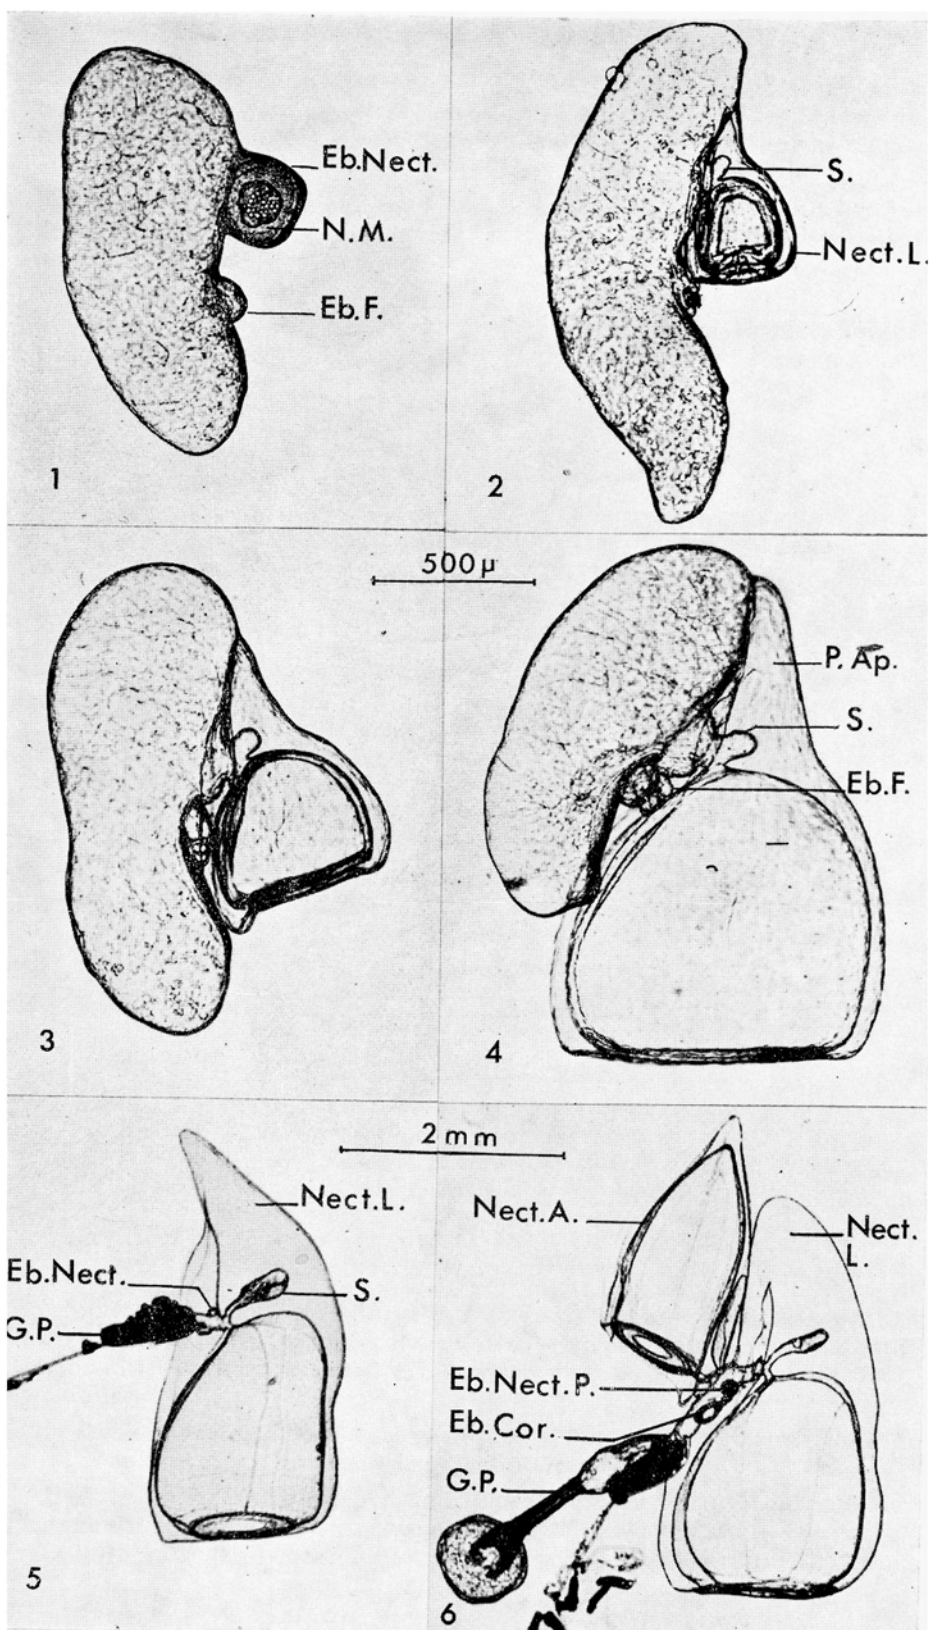 Eb.Nect.
N.M.
Eb.F.
1
S.
Nect.L.
2
500 µ
3
P. Ap.
S.
Eb.F.
4
2 mm
Nect.L.
Eb.Nect.
S.
G.P.
5
Nect.A.
Nect.
L.
Eb.Nect.P.
Eb.Cor.
G.P.
6